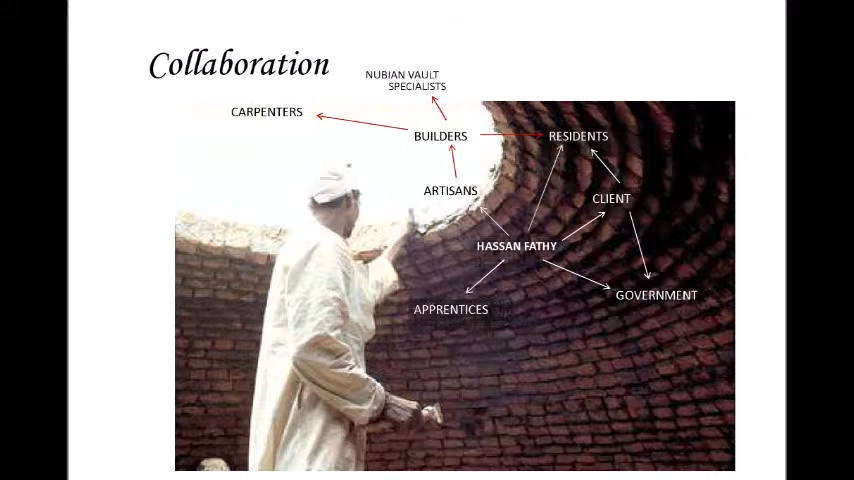 Collaboration
NUBIAN VAULT
SPECIALISTS
CARPENTERS
BUILDERS
RESIDENTS
ARTISANS
CLIENT
HASSAN FATHY
GOVERNMENT
APPRENTICES